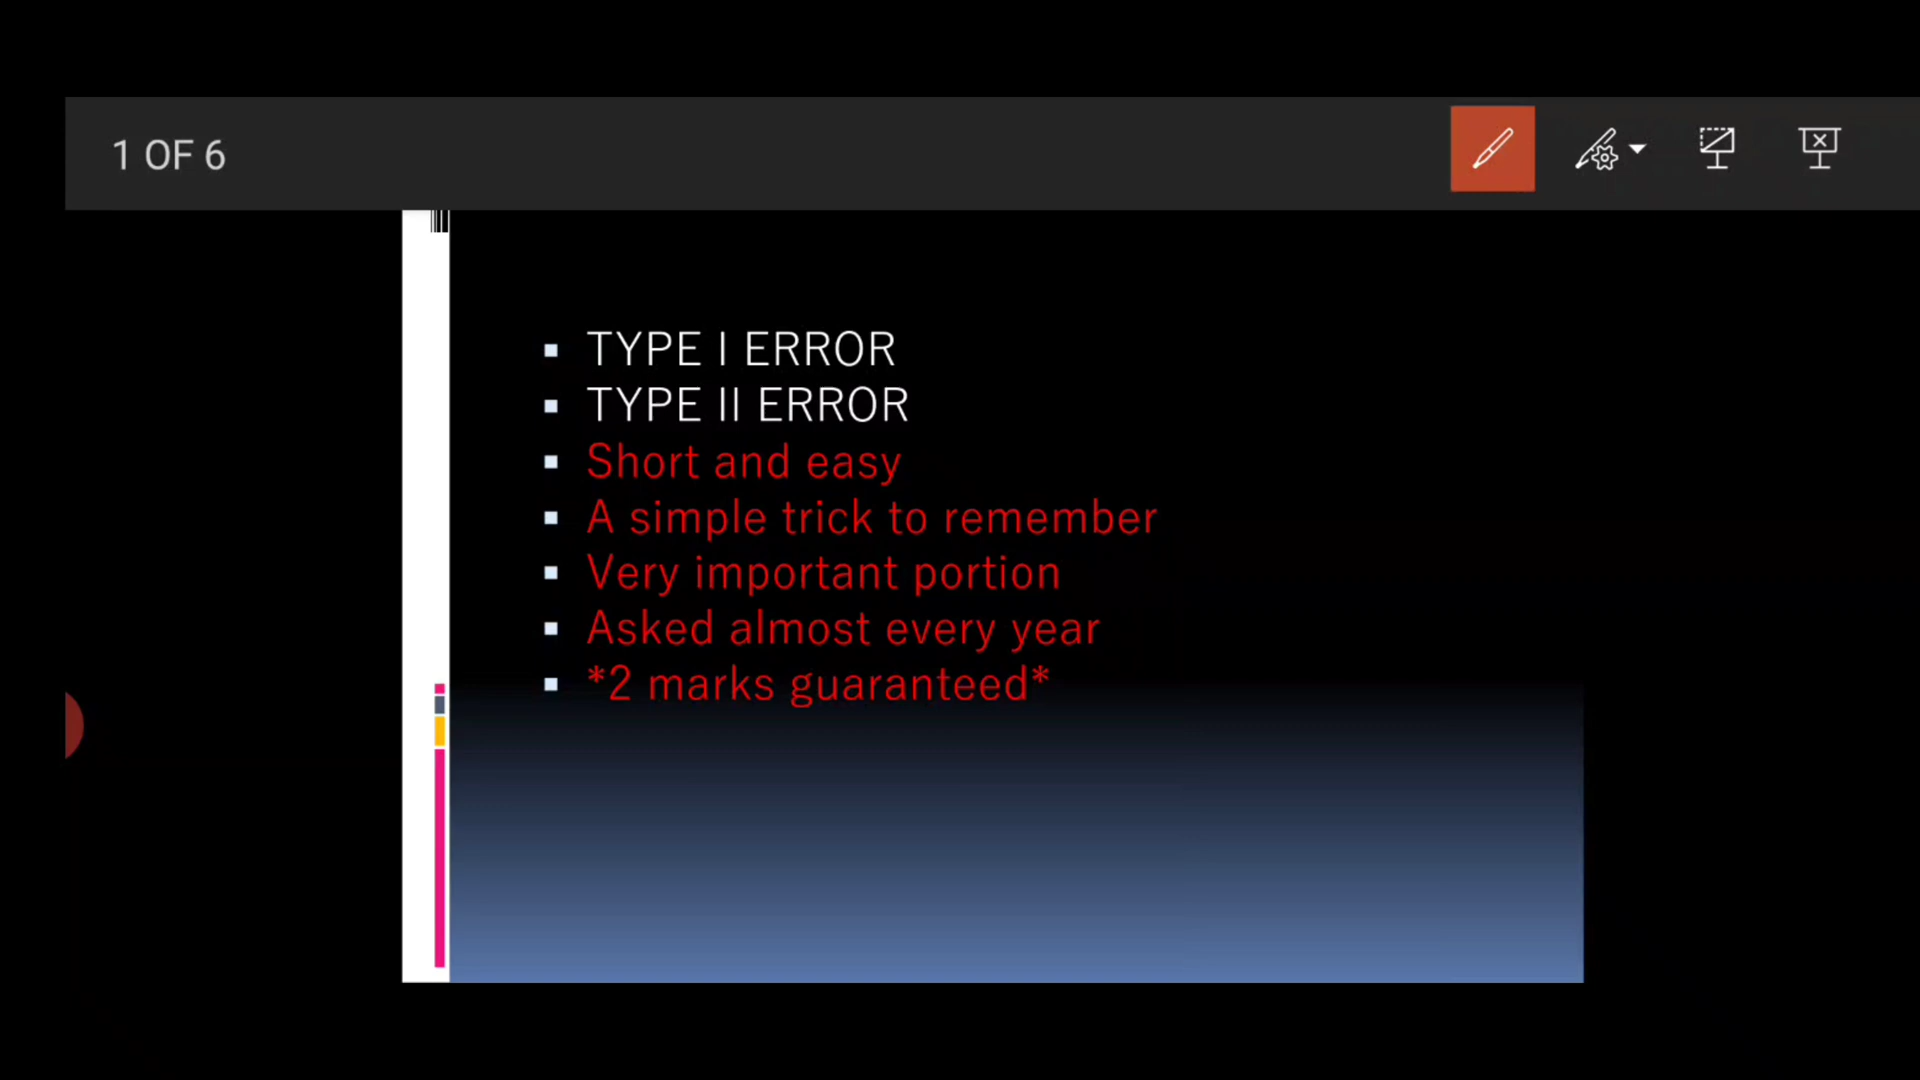 1 OF 6
TYPE I ERROR
TYPE II ERROR
Short and easy
A simple trick to remember
Very important portion
Asked almost every year
*2 marks guaranteed*